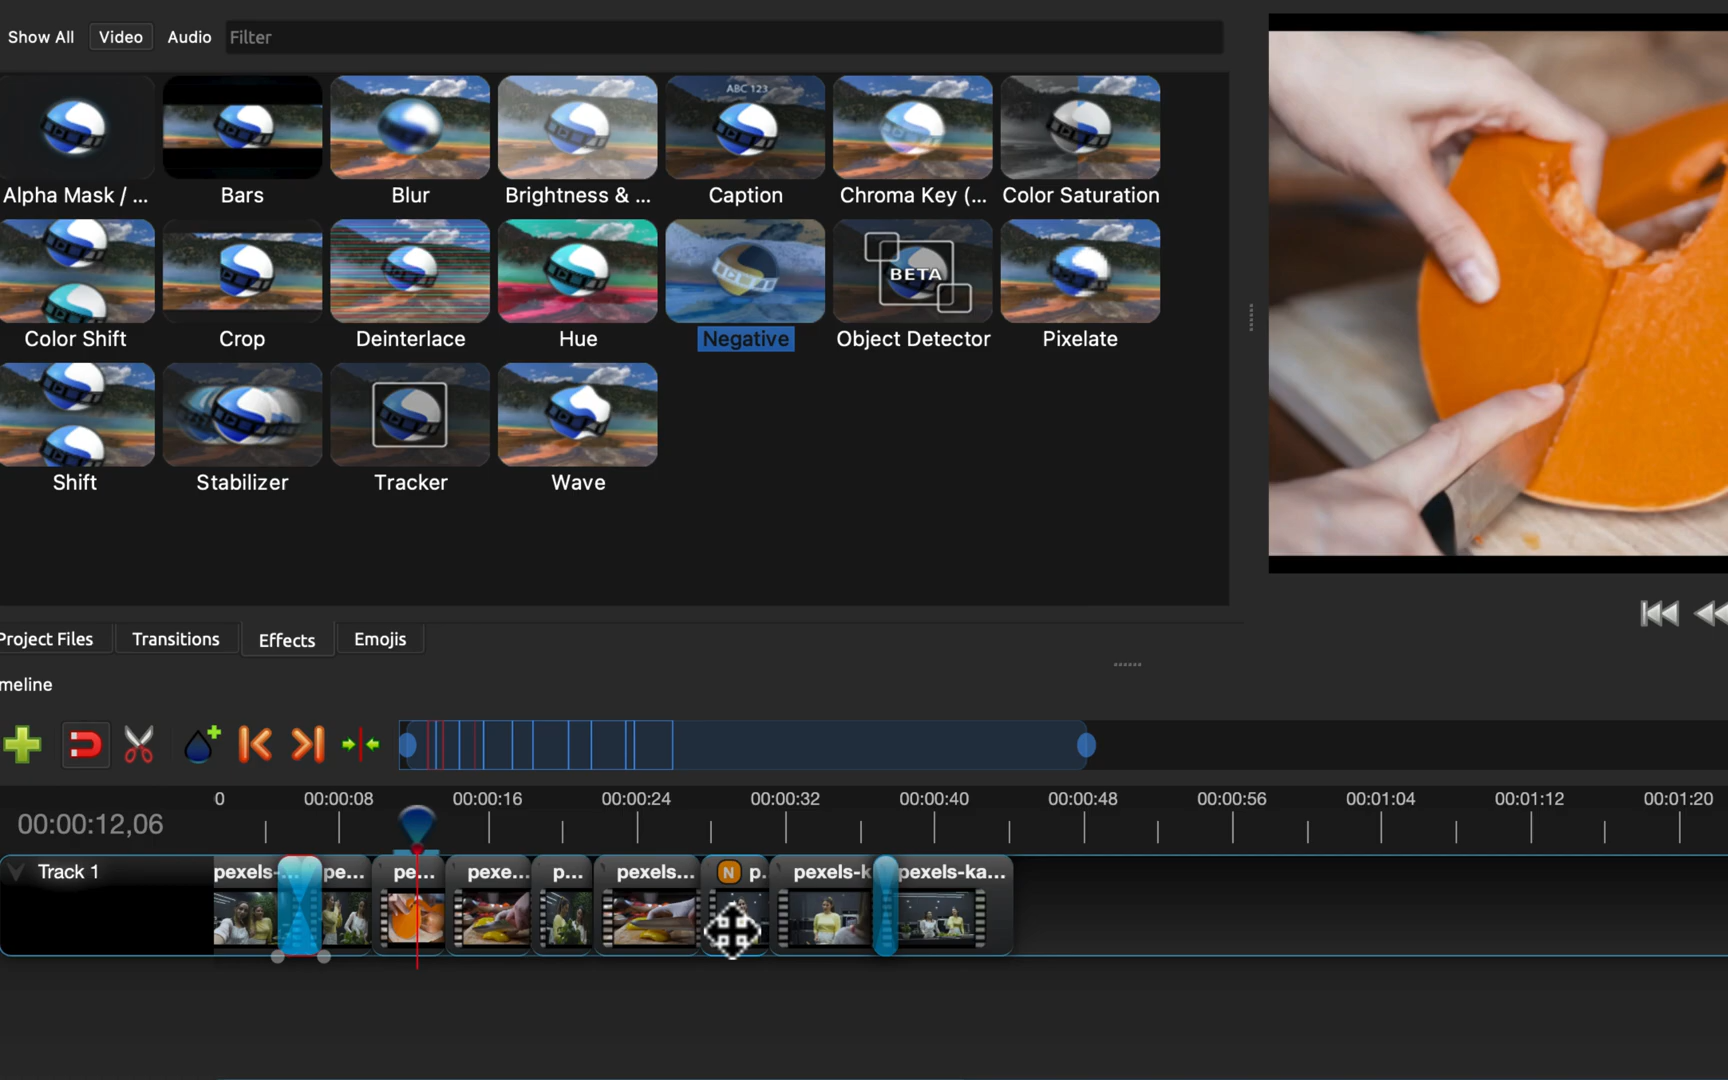 Show All Video Audio Filter
ABC 123
Alpha Mask / ... Bars Blur Brightness & ... Caption Chroma Key (... Color Saturation
BETA
Color Shift Crop Deinterlace Hue Negative Object Detector Pixelate
Shift Stabilizer Tracker Wave
Project Files Transitions Effects Emojis
meline
0 00:00:08 00:00:16 00:00:24 00:00:32 00:00:40 00:00:48 00:00:56 00:01:04 00:01:12 00:01:20
00:00:12,06
Track 1 pexels-... pe... pe... pexe... p... pexels... N p. pexels-k pexels-ka...